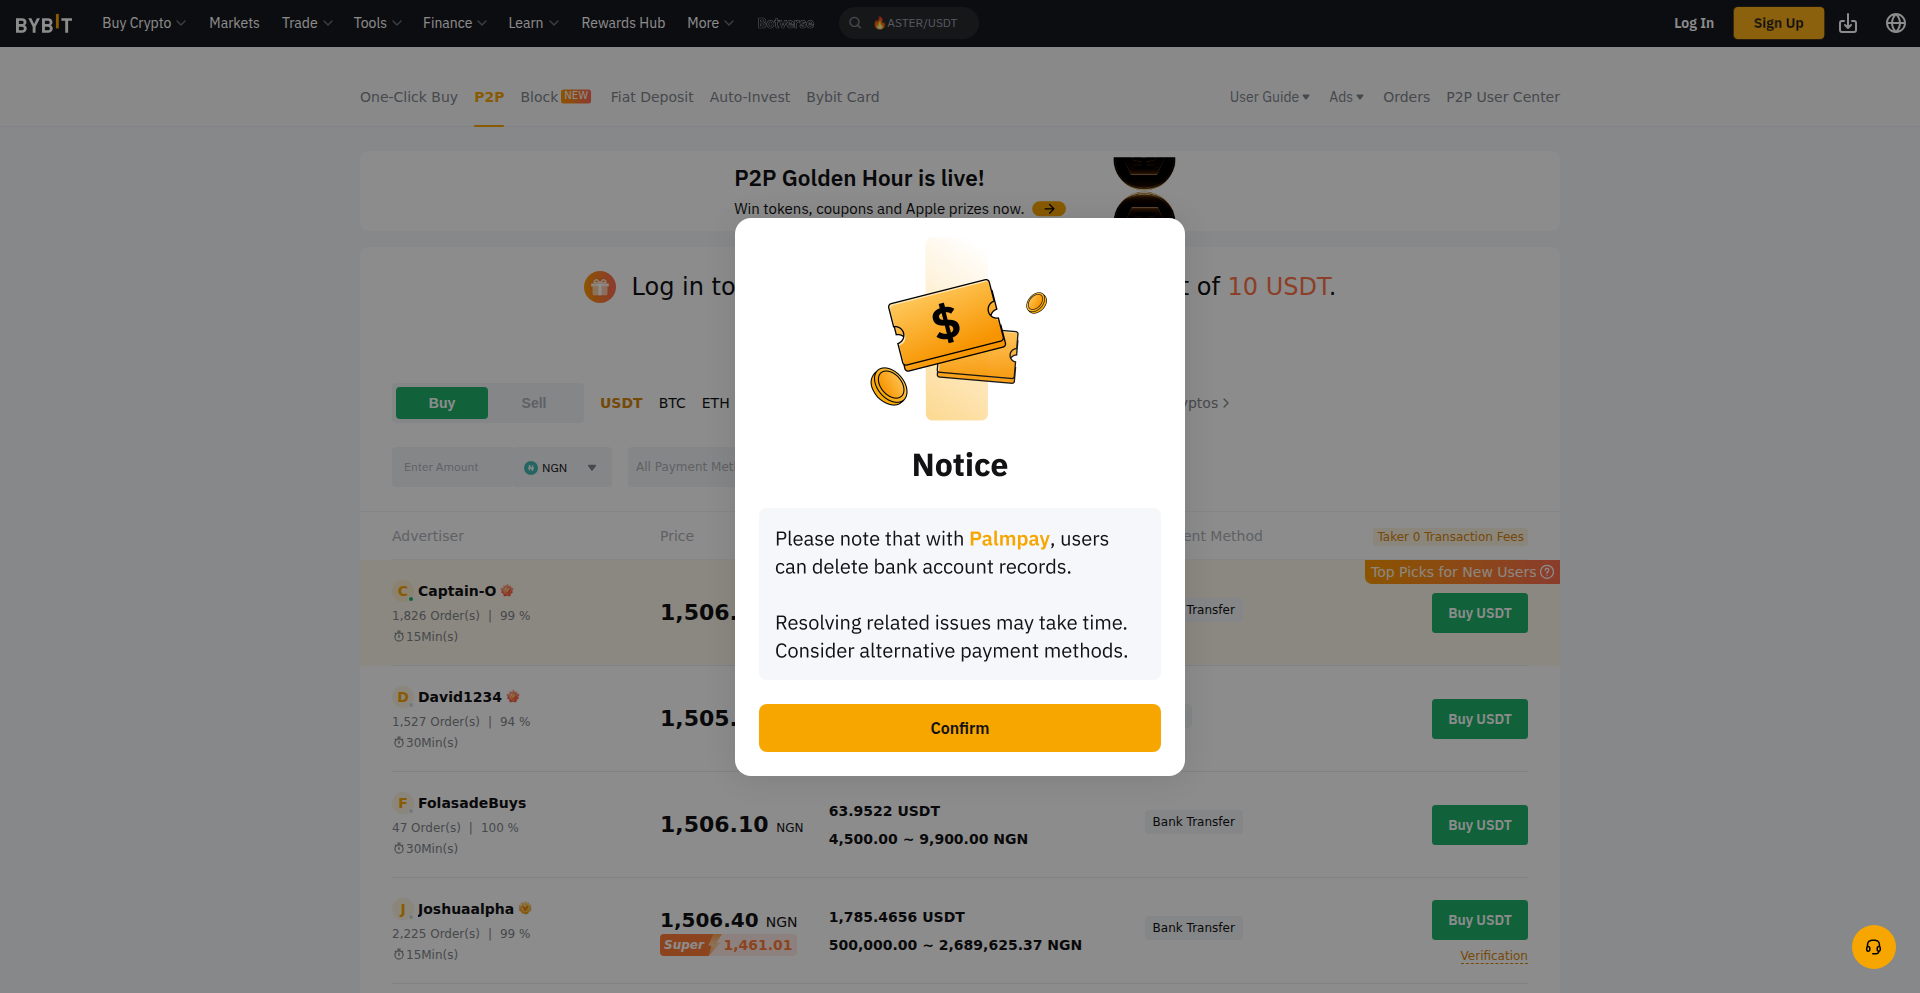 BYBIT
Buy Crypto Markets Trade Tools Finance Learn Rewards Hub More Botverse ASTER/USDT Log In Sign Up
One-Click Buy P2P Block NEW Fiat Deposit Auto-Invest Bybit Card User Guide Ads Orders P2P User Center
P2P Golden Hour is live!
Win tokens, coupons and Apple prizes now.
Log in to of 10 USDT.
$
Buy Sell USDT BTC ETH
Enter Amount NGN All Payment
Notice
Please note that with Palmpay, users
can delete bank account records.
Resolving related issues may take time.
Consider alternative payment methods.
Confirm
Advertiser Price Method Taker 0 Transaction Fees
Top Picks for New Users
C Captain-O
1,826 Order(s) | 99 %
15Min(s)
1,506.
Transfer
Buy USDT
D David1234
1,527 Order(s) | 94 %
30Min(s)
1,505.
Buy USDT
F FolasadeBuys
47 Order(s) | 100 %
30Min(s)
1,506.10 NGN
63.9522 USDT
4,500.00 ~ 9,900.00 NGN
Bank Transfer
Buy USDT
J Joshuaalpha
2,225 Order(s) | 99 %
15Min(s)
1,506.40 NGN
Super 1,461.01
1,785.4656 USDT
500,000.00 ~ 2,689,625.37 NGN
Bank Transfer
Buy USDT
Verification